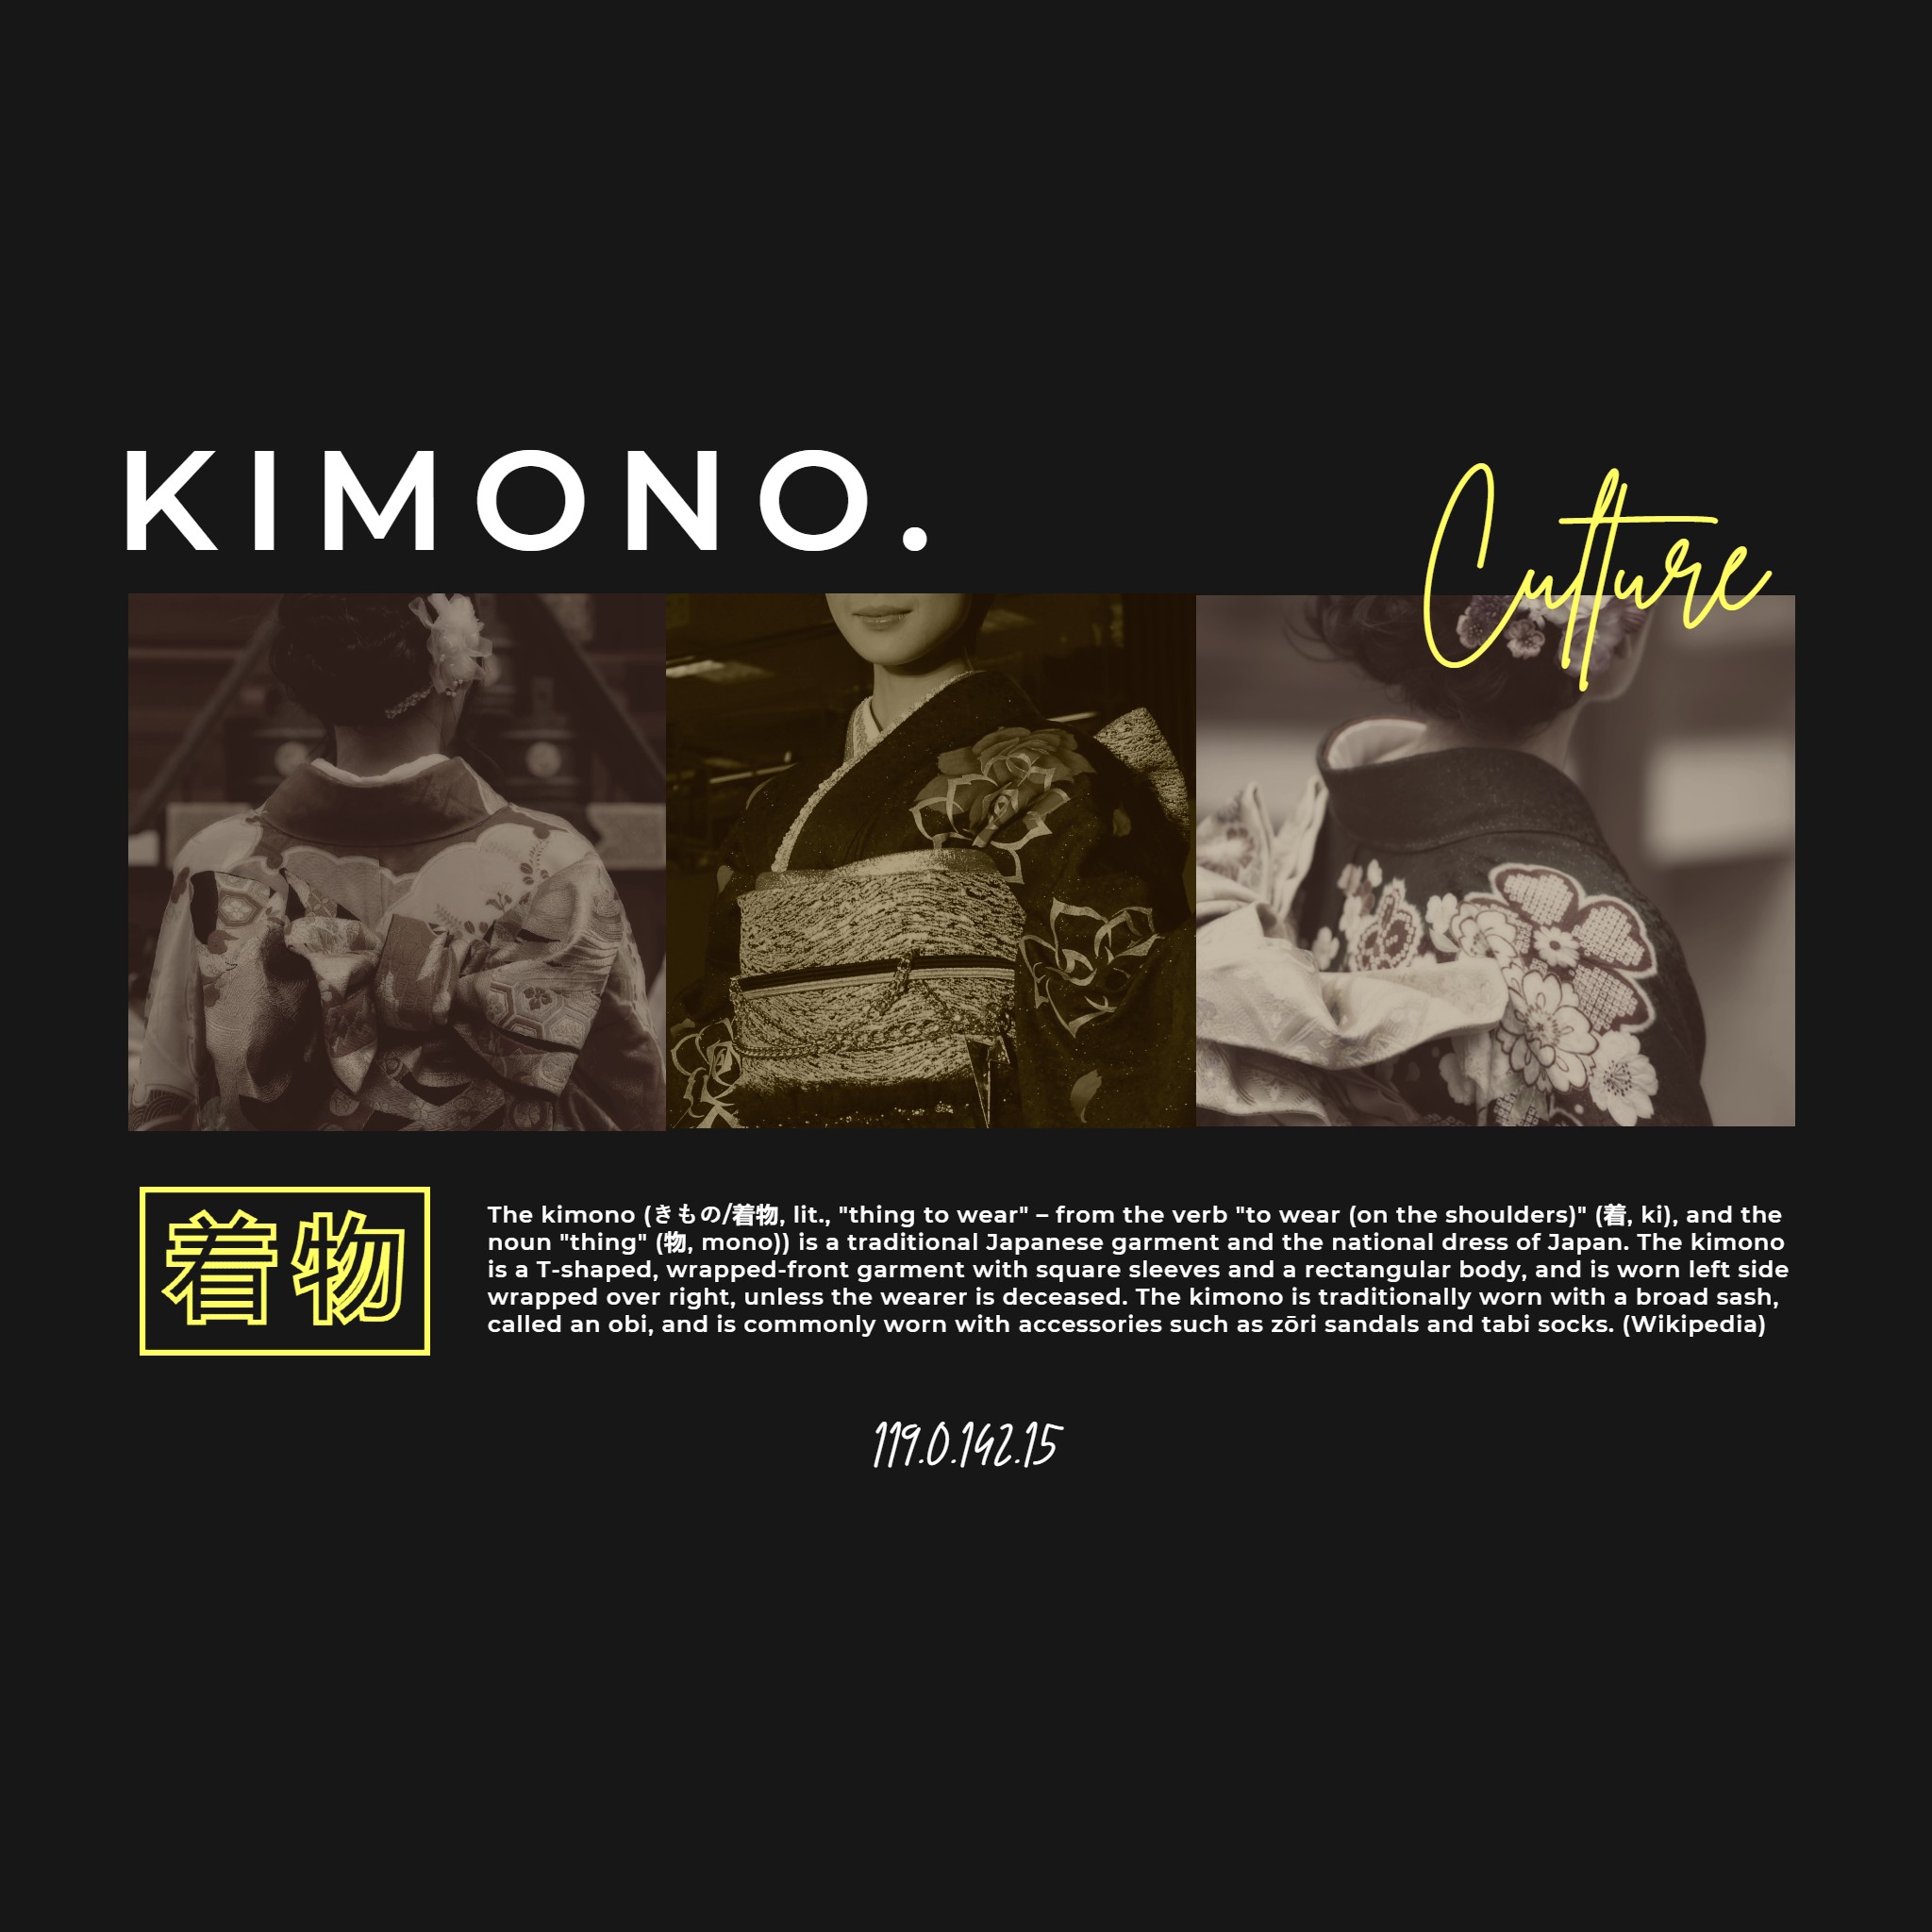 KIMONO.
Culture
着物
The kimono (きもの/着物, lit., "thing to wear" – from the verb "to wear (on the shoulders)" (着, ki), and the
noun "thing" (物, mono)) is a traditional Japanese garment and the national dress of Japan. The kimono
is a T-shaped, wrapped-front garment with square sleeves and a rectangular body, and is worn left side
wrapped over right, unless the wearer is deceased. The kimono is traditionally worn with a broad sash,
called an obi, and is commonly worn with accessories such as zōri sandals and tabi socks. (Wikipedia)
119.0.142.15